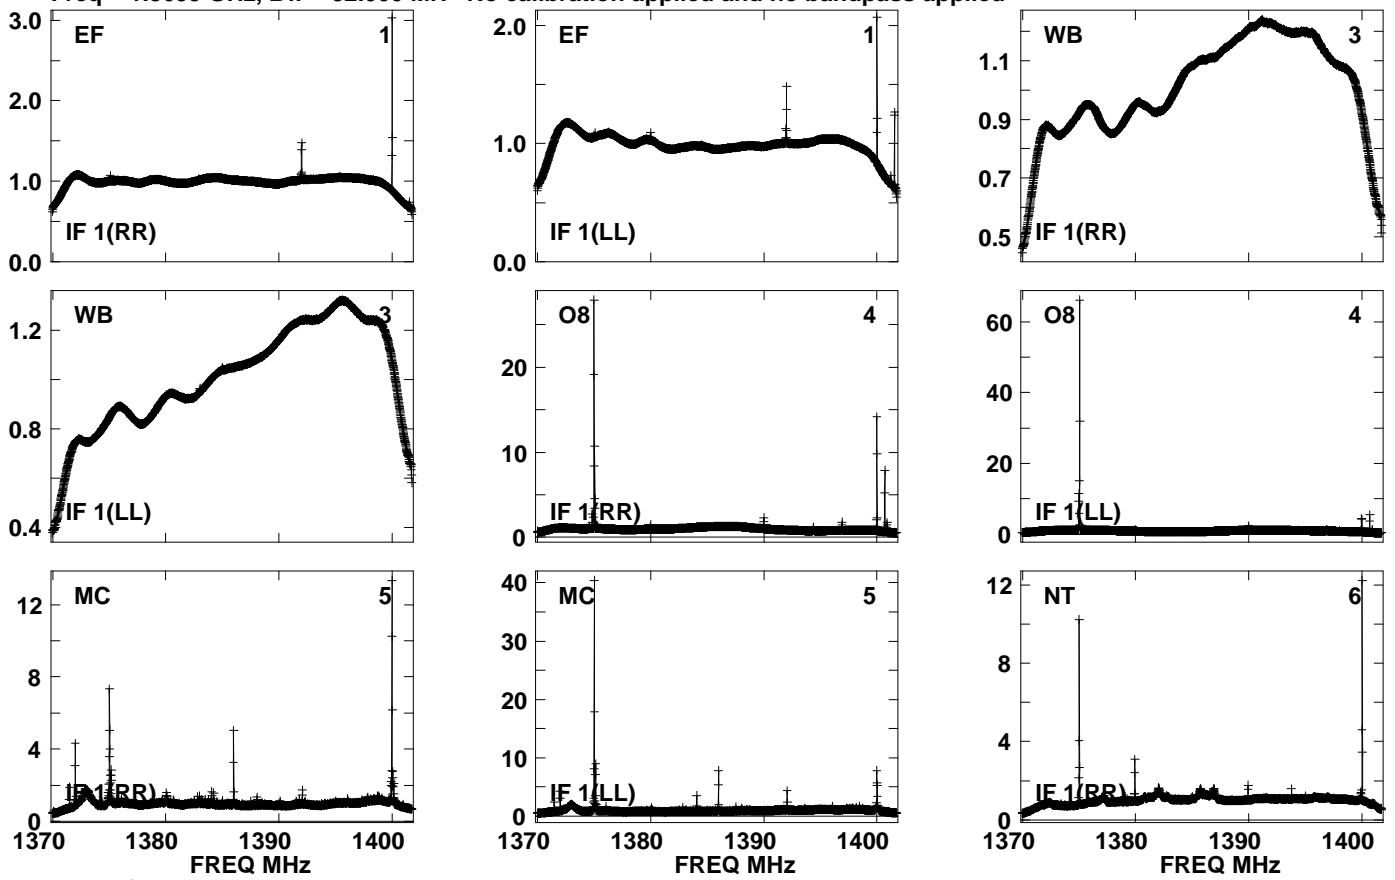 EF 1
3.0
2.0
1.0
0.0
IF 1(RR)
EF 1
2.0
1.0
0.0
IF 1(LL)
WB 3
1.1
0.9
0.7
0.5
IF 1(RR)
WB 3
1.2
0.8
0.4
IF 1(LL)
O8 4
20
10
0
IF 1(RR)
O8 4
60
40
20
0
IF 1(LL)
MC 5
12
8
4
0
IF 1(RR)
1370 1380 1390 1400
FREQ MHz
MC 5
40
30
20
10
0
IF 1(LL)
1370 1380 1390 1400
FREQ MHz
NT 6
12
8
4
0
IF 1(RR)
1370 1380 1390 1400
FREQ MHz